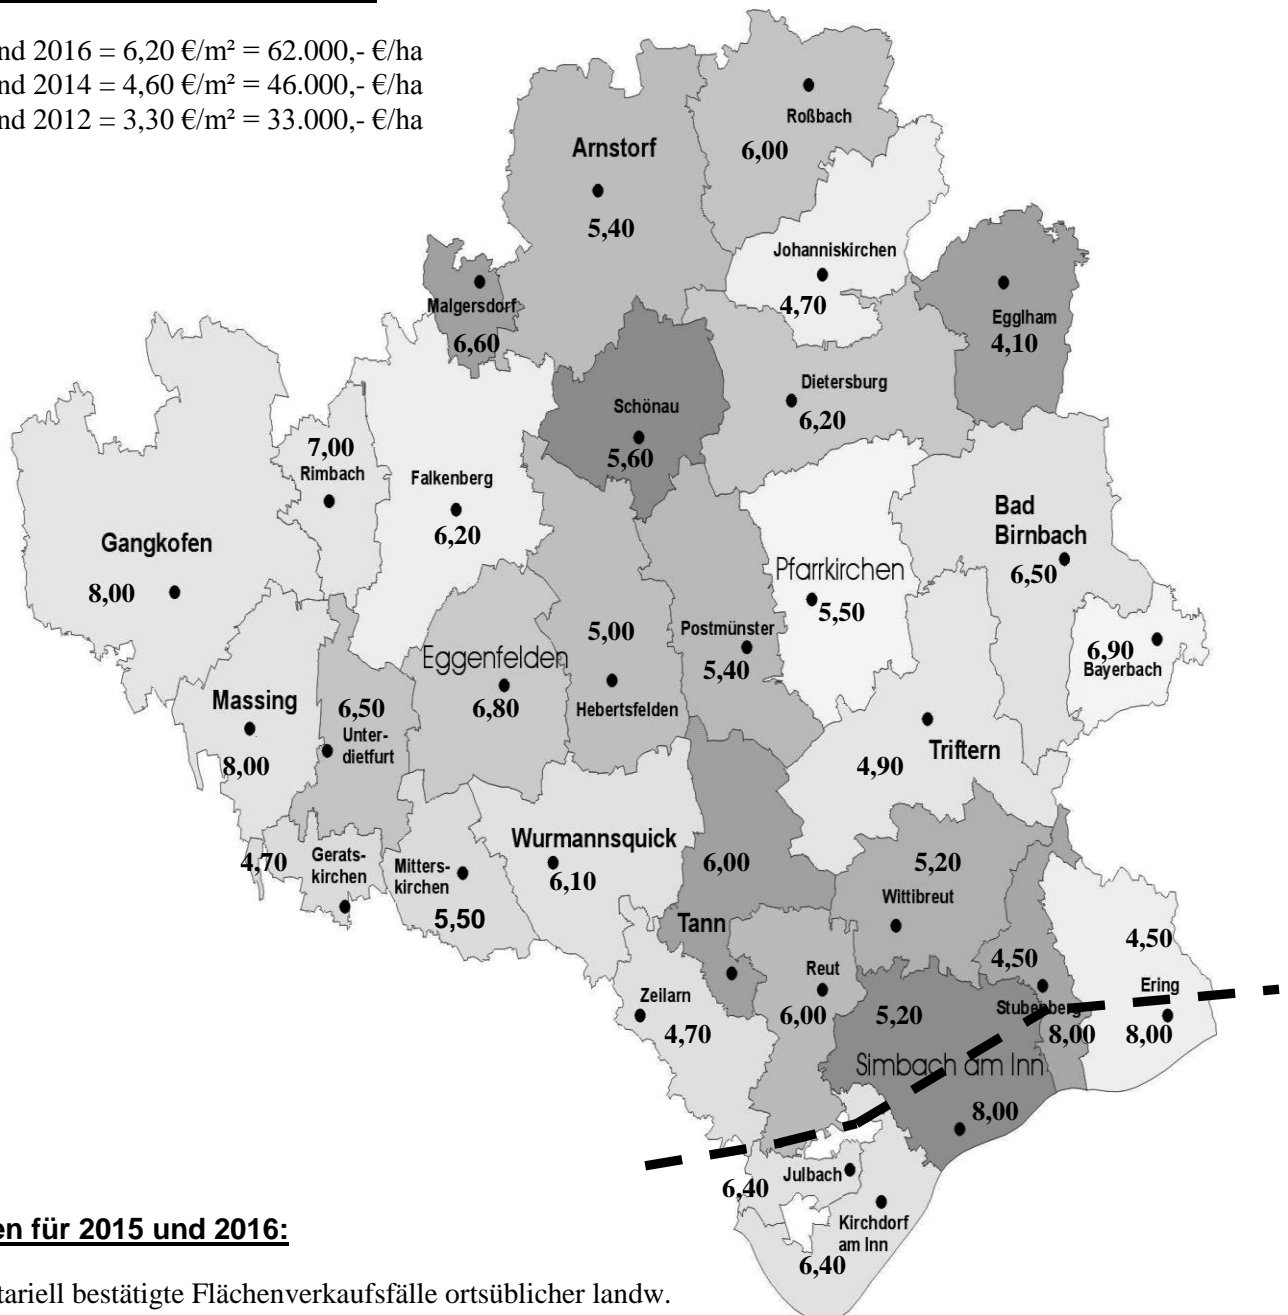 nd 2016 = 6,20 €/m² = 62.000,- €/ha
nd 2014 = 4,60 €/m² = 46.000,- €/ha
nd 2012 = 3,30 €/m² = 33.000,- €/ha
Roßbach
6,00
Arnstorf
5,40
Johanniskirchen
4,70
Malgersdorf
6,60
Egglham
4,10
Dietersburg
6,20
Schönau
5,60
7,00
Rimbach
Falkenberg
6,20
Gangkofen
8,00
Bad
Birnbach
6,50
Pfarrkirchen
5,50
5,00
Hebertsfelden
Postmünster
5,40
Eggenfelden
6,80
6,90
Bayerbach
Massing
8,00
6,50
Unter-
dietfurt
4,90
Triftern
Wurmannsquick
6,10
4,70
Gerats-
kirchen
Mitters-
kirchen
5,50
6,00
Tann
5,20
Wittibreut
4,50
Stubenberg
8,00
4,50
Ering
8,00
Zeilarn
4,70
Reut
6,00
5,20
Simbach am Inn
8,00
Julbach
6,40
Kirchdorf
am Inn
6,40
en für 2015 und 2016:
tariell bestätigte Flächenverkaufsfälle ortsüblicher landw.